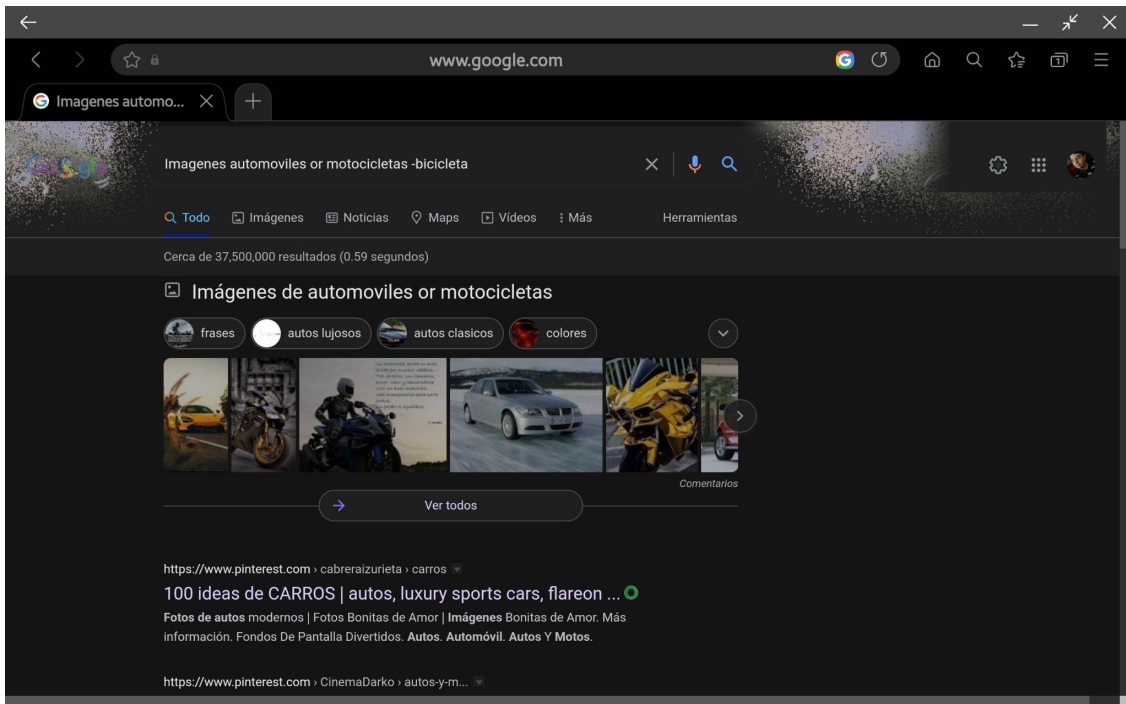 www.google.com
1
Imagenes automo...
Google
Imagenes automoviles or motocicletas -bicicleta
Todo Imágenes Noticias Maps Vídeos Más Herramientas
Cerca de 37,500,000 resultados (0.59 segundos)
Imágenes de automoviles or motocicletas
frases autos lujosos autos clasicos colores
Comentarios
Ver todos
https://www.pinterest.com › cabreraizurieta › carros
100 ideas de CARROS | autos, luxury sports cars, flareon ...
Fotos de autos modernos | Fotos Bonitas de Amor | Imágenes Bonitas de Amor. Más
información. Fondos De Pantalla Divertidos. Autos. Automóvil. Autos Y Motos.
https://www.pinterest.com › CinemaDarko › autos-y-m...